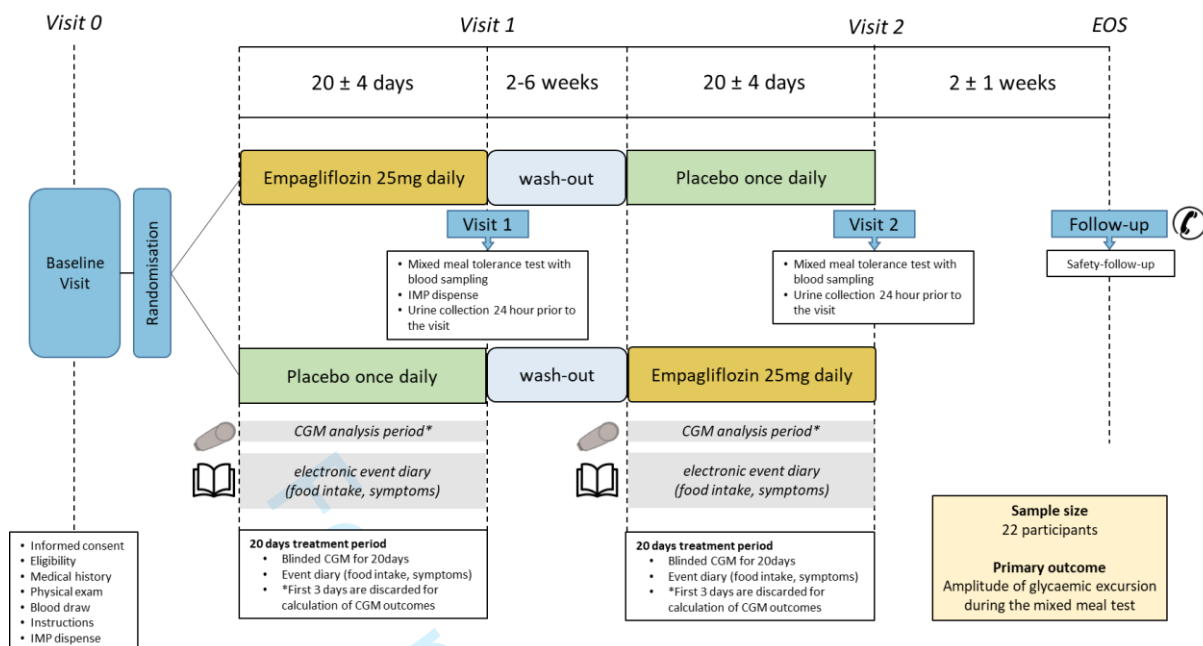 Visit 0
Visit 1
Visit 2
EOS
20 ± 4 days
2-6 weeks
20 ± 4 days
2 ± 1 weeks
Baseline
Visit
Randomisation
Empagliflozin 25mg daily
wash-out
Placebo once daily
Visit 1
• Mixed meal tolerance test with
blood sampling
• IMP dispense
• Urine collection 24 hour prior to
the visit
Visit 2
• Mixed meal tolerance test with
blood sampling
• Urine collection 24 hour prior to
the visit
Follow-up
Safety-follow-up
Placebo once daily
wash-out
Empagliflozin 25mg daily
CGM analysis period*
CGM analysis period*
electronic event diary
(food intake, symptoms)
electronic event diary
(food intake, symptoms)
• Informed consent
• Eligibility
• Medical history
• Physical exam
• Blood draw
• Instructions
• IMP dispense
20 days treatment period
• Blinded CGM for 20days
• Event diary (food intake, symptoms)
• *First 3 days are discarded for
calculation of CGM outcomes
20 days treatment period
• Blinded CGM for 20days
• Event diary (food intake, symptoms)
• *First 3 days are discarded for
calculation of CGM outcomes
Sample size
22 participants
Primary outcome
Amplitude of glycaemic excursion
during the mixed meal test